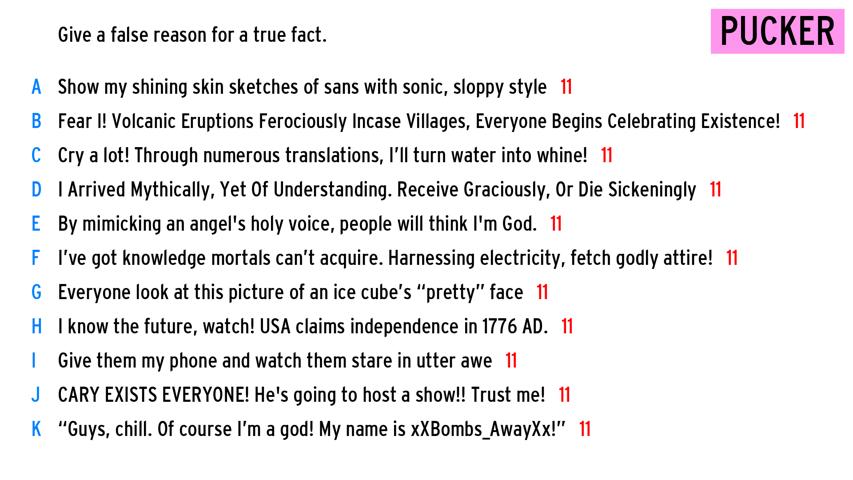 Give a false reason for a true fact.
PUCKER
A Show my shining skin sketches of sans with sonic, sloppy style 11
B Fear I! Volcanic Eruptions Ferociously Incase Villages, Everyone Begins Celebrating Existence! 11
C Cry a lot! Through numerous translations, I'll turn water into whine! 11
D I Arrived Mythically, Yet Of Understanding. Receive Graciously, Or Die Sickeningly 11
E By mimicking an angel's holy voice, people will think I'm God. 11
F I've got knowledge mortals can't acquire. Harnessing electricity, fetch godly attire! 11
G Everyone look at this picture of an ice cube's “pretty” face 11
H I know the future, watch! USA claims independence in 1776 AD. 11
I Give them my phone and watch them stare in utter awe 11
J CARY EXISTS EVERYONE! He's going to host a show!! Trust me! 11
K “Guys, chill. Of course I'm a god! My name is xXBombs_AwayXx!” 11